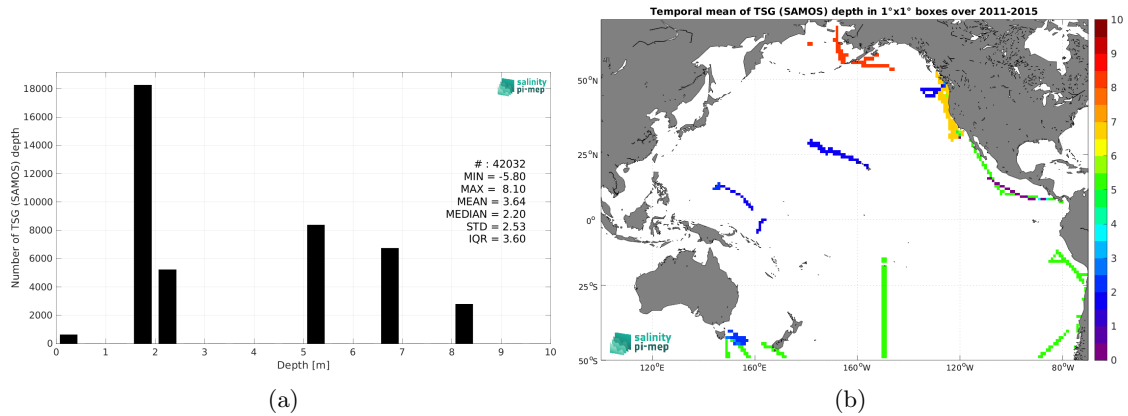 18000
16000
14000
12000
10000
8000
6000
4000
2000
0
Number of TSG (SAMOS) depth
salinity
pi-mep
# : 42032
MIN = -5.80
MAX = 8.10
MEAN = 3.64
MEDIAN = 2.20
STD = 2.53
IQR = 3.60
0 1 2 3 4 5 6 7 8 9 10
Depth [m]
(a)
Temporal mean of TSG (SAMOS) depth in 1°x1° boxes over 2011-2015
50°N
25°N
0°
25°S
50°S
salinity
pi-mep
120°E 160°E 160°W 120°W 80°W
10
9
8
7
6
5
4
3
2
1
0
(b)